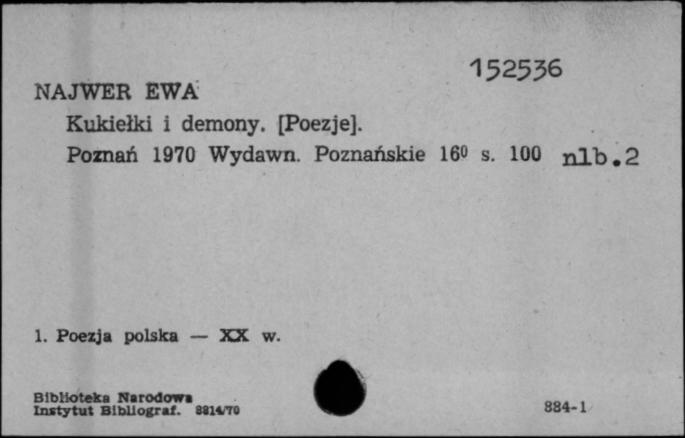 152536
NAJWER EWA
Kukiełki i demony. [Poezje].
Poznań 1970 Wydawn. Poznańskie 16⁰ s. 100 nlb.2
1. Poezja polska — XX w.
Biblioteka Narodowa
Instytut Bibliograf. 8814/70
884-1